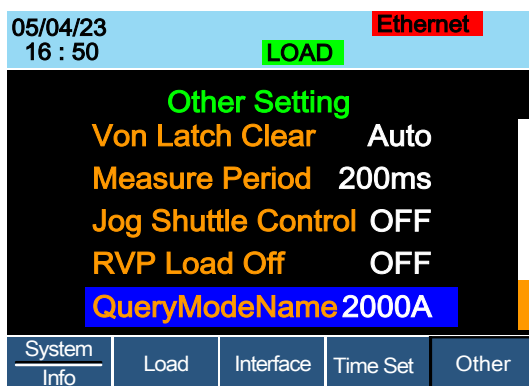 05/04/23
16 : 50
Ethernet
LOAD
Other Setting
Von Latch Clear Auto
Measure Period 200ms
Jog Shuttle Control OFF
RVP Load Off OFF
QueryModeName 2000A
System
Info
Load
Interface
Time Set
Other